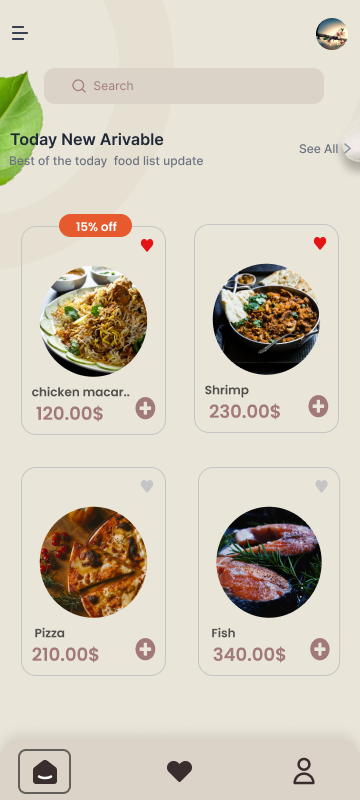 Search
Today New Arivable
Best of the today food list update
See All
15% off
chicken macar..
120.00$
Shrimp
230.00$
Pizza
210.00$
Fish
340.00$